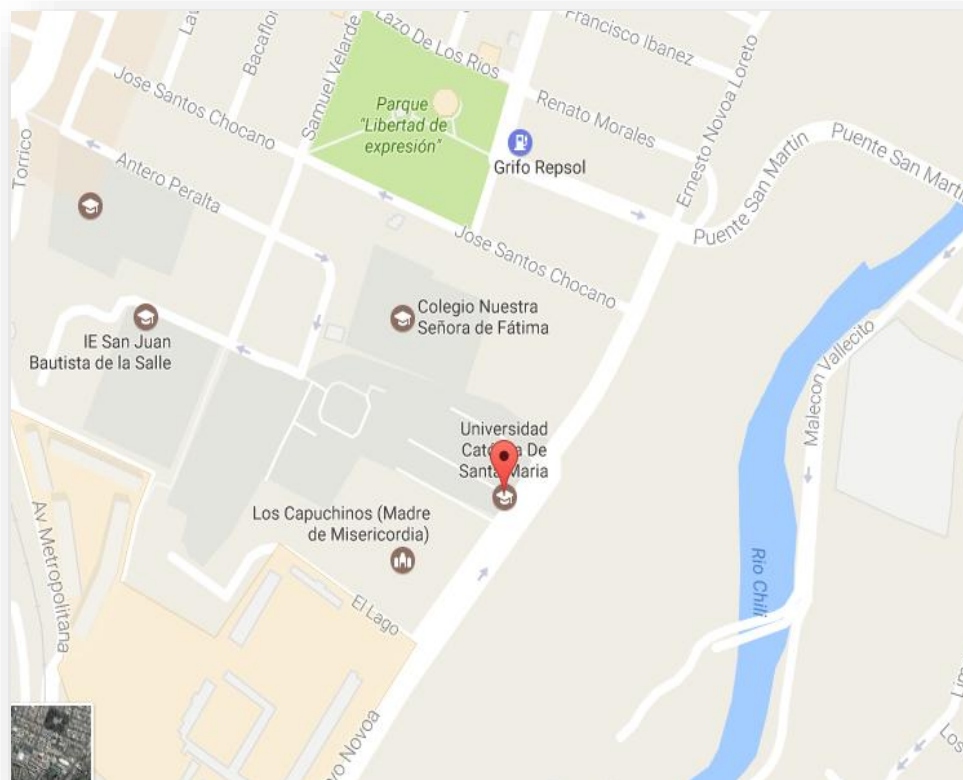 Francisco Ibanez
Bacaflor
Samuel Velarde
Lazo De Los Rios
Ernesto Novoa Loreto
Jose Santos Chocano
Parque
"Libertad de
expresión"
Renato Morales
Grifo Repsol
Puente San Martin
Puente San Martin
Torrico
Antero Peralta
Jose Santos Chocano
Colegio Nuestra
Señora de Fátima
IE San Juan
Bautista de la Salle
Malecon Vallecito
Universidad
Católica De
Santa Maria
Los Capuchinos (Madre
de Misericordia)
Av Metropolitana
Rio Chili
El Lago
Novoa
Los